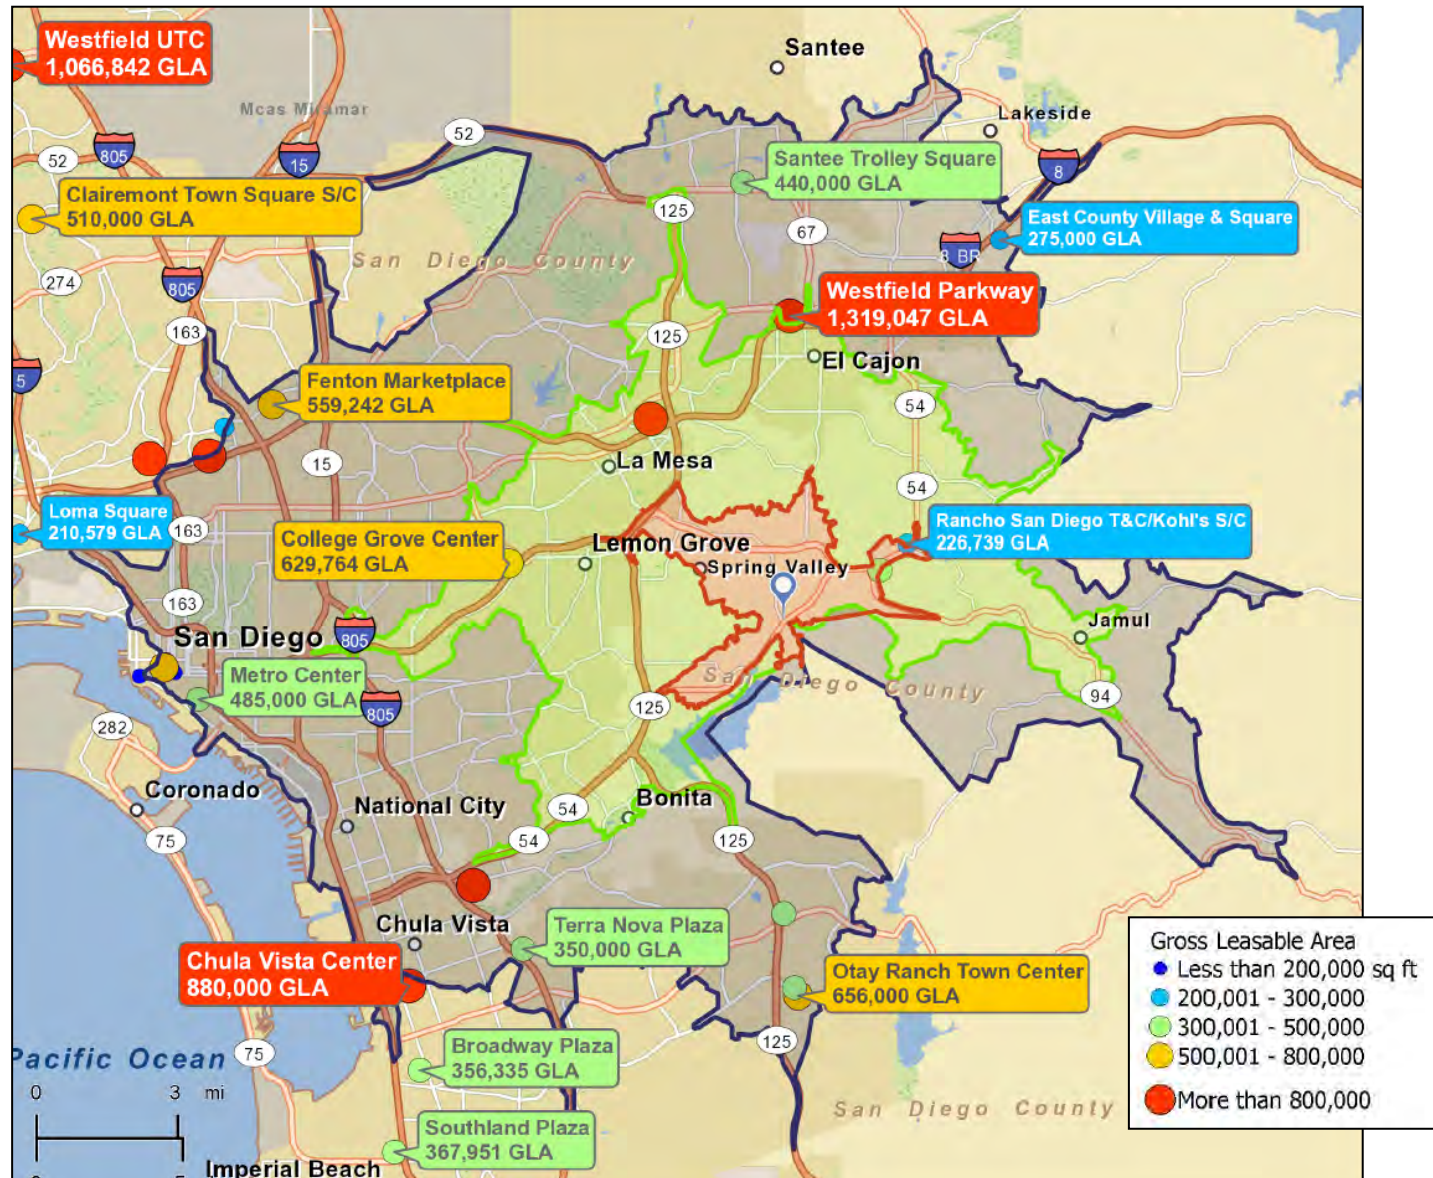 Westfield UTC
1,066,842 GLA
Santee
Mcas Miramar
Lakeside
52
805
15
52
Santee Trolley Square
440,000 GLA
8
Clairemont Town Square S/C
510,000 GLA
125
67
East County Village & Square
275,000 GLA
8 BR
San Diego County
274
805
Westfield Parkway
1,319,047 GLA
163
125
El Cajon
5
Fenton Marketplace
559,242 GLA
54
15
La Mesa
54
Loma Square
210,579 GLA
163
College Grove Center
629,764 GLA
Lemon Grove
Rancho San Diego T&C/Kohl's S/C
226,739 GLA
Spring Valley
163
San Diego
805
Jamul
Metro Center
485,000 GLA
805
San Diego County
125
94
282
Coronado
National City
54
Bonita
75
54
125
Chula Vista
Terra Nova Plaza
350,000 GLA
Chula Vista Center
880,000 GLA
Otay Ranch Town Center
656,000 GLA
Gross Leasable Area
Less than 200,000 sq ft
200,001 - 300,000
300,001 - 500,000
500,001 - 800,000
More than 800,000
Pacific Ocean
75
Broadway Plaza
356,335 GLA
125
0 3 mi
San Diego County
Southland Plaza
367,951 GLA
Imperial Beach